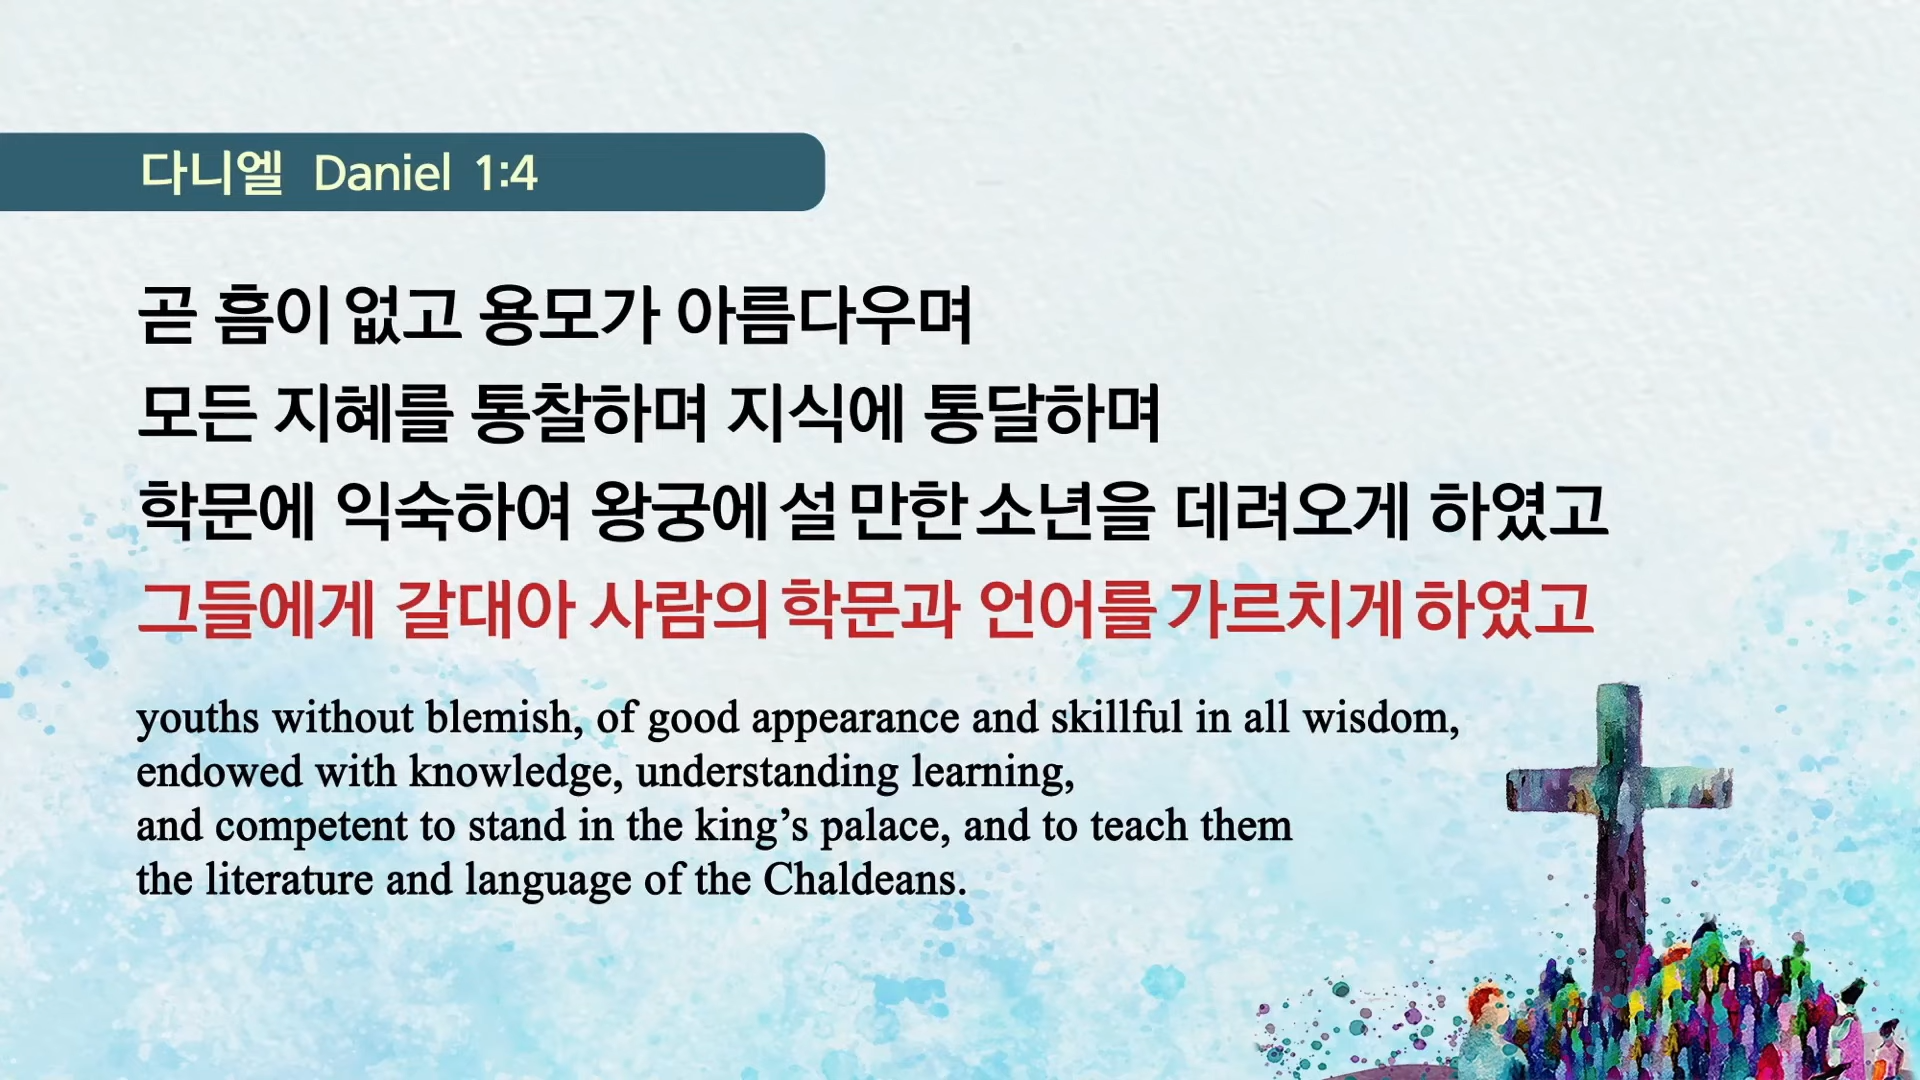 다니엘 Daniel 1:4
곧 흠이 없고 용모가 아름다우며
모든 지혜를 통찰하며 지식에 통달하며
학문에 익숙하여 왕궁에 설 만한 소년을 데려오게 하였고
그들에게 갈대아 사람의 학문과 언어를 가르치게 하였고
youths without blemish, of good appearance and skillful in all wisdom,
endowed with knowledge, understanding learning,
and competent to stand in the king’s palace, and to teach them
the literature and language of the Chaldeans.